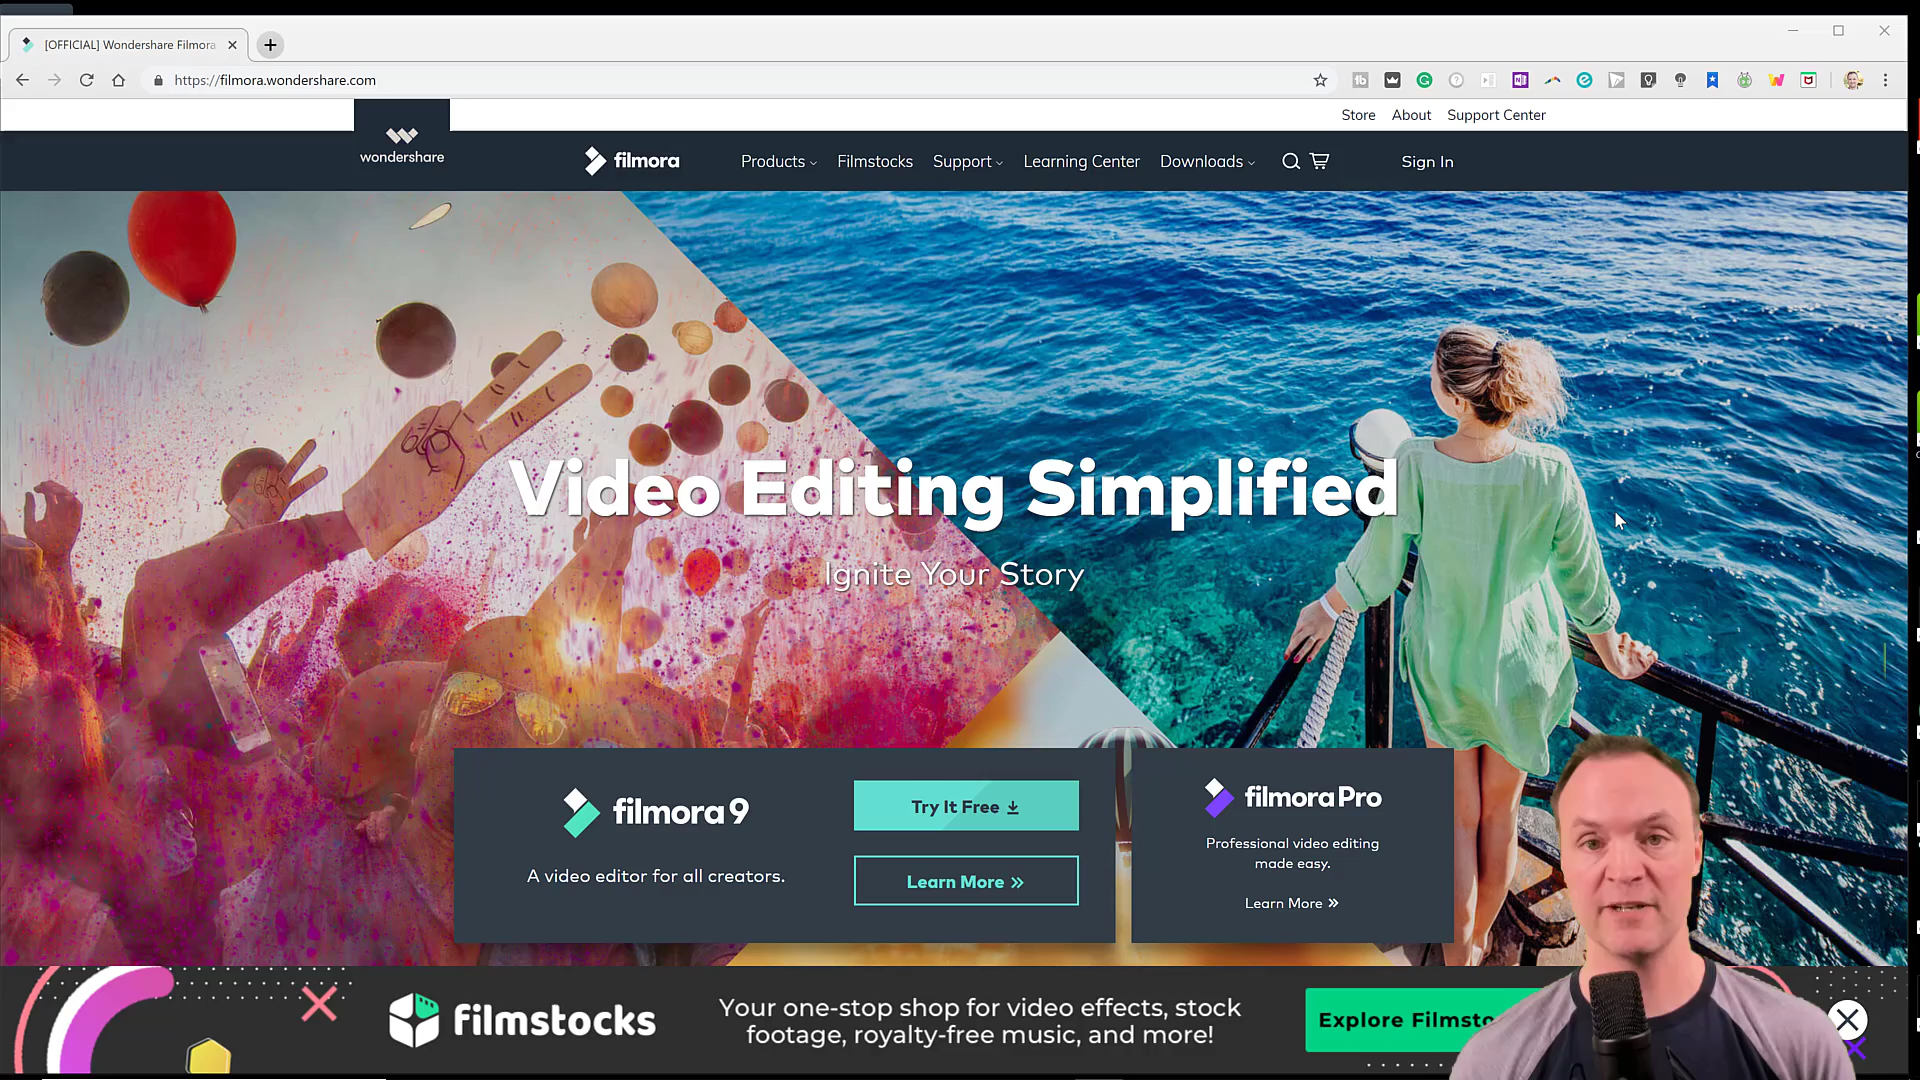 [OFFICIAL] Wondershare Filmora
https://filmora.wondershare.com
Store About Support Center
wondershare
filmora Products Filmstocks Support Learning Center Downloads Sign In
Video Editing Simplified
Ignite Your Story
filmora 9
A video editor for all creators.
Try It Free
Learn More
filmora Pro
Professional video editing
made easy.
Learn More
filmstocks
Your one-stop shop for video effects, stock
footage, royalty-free music, and more!
Explore